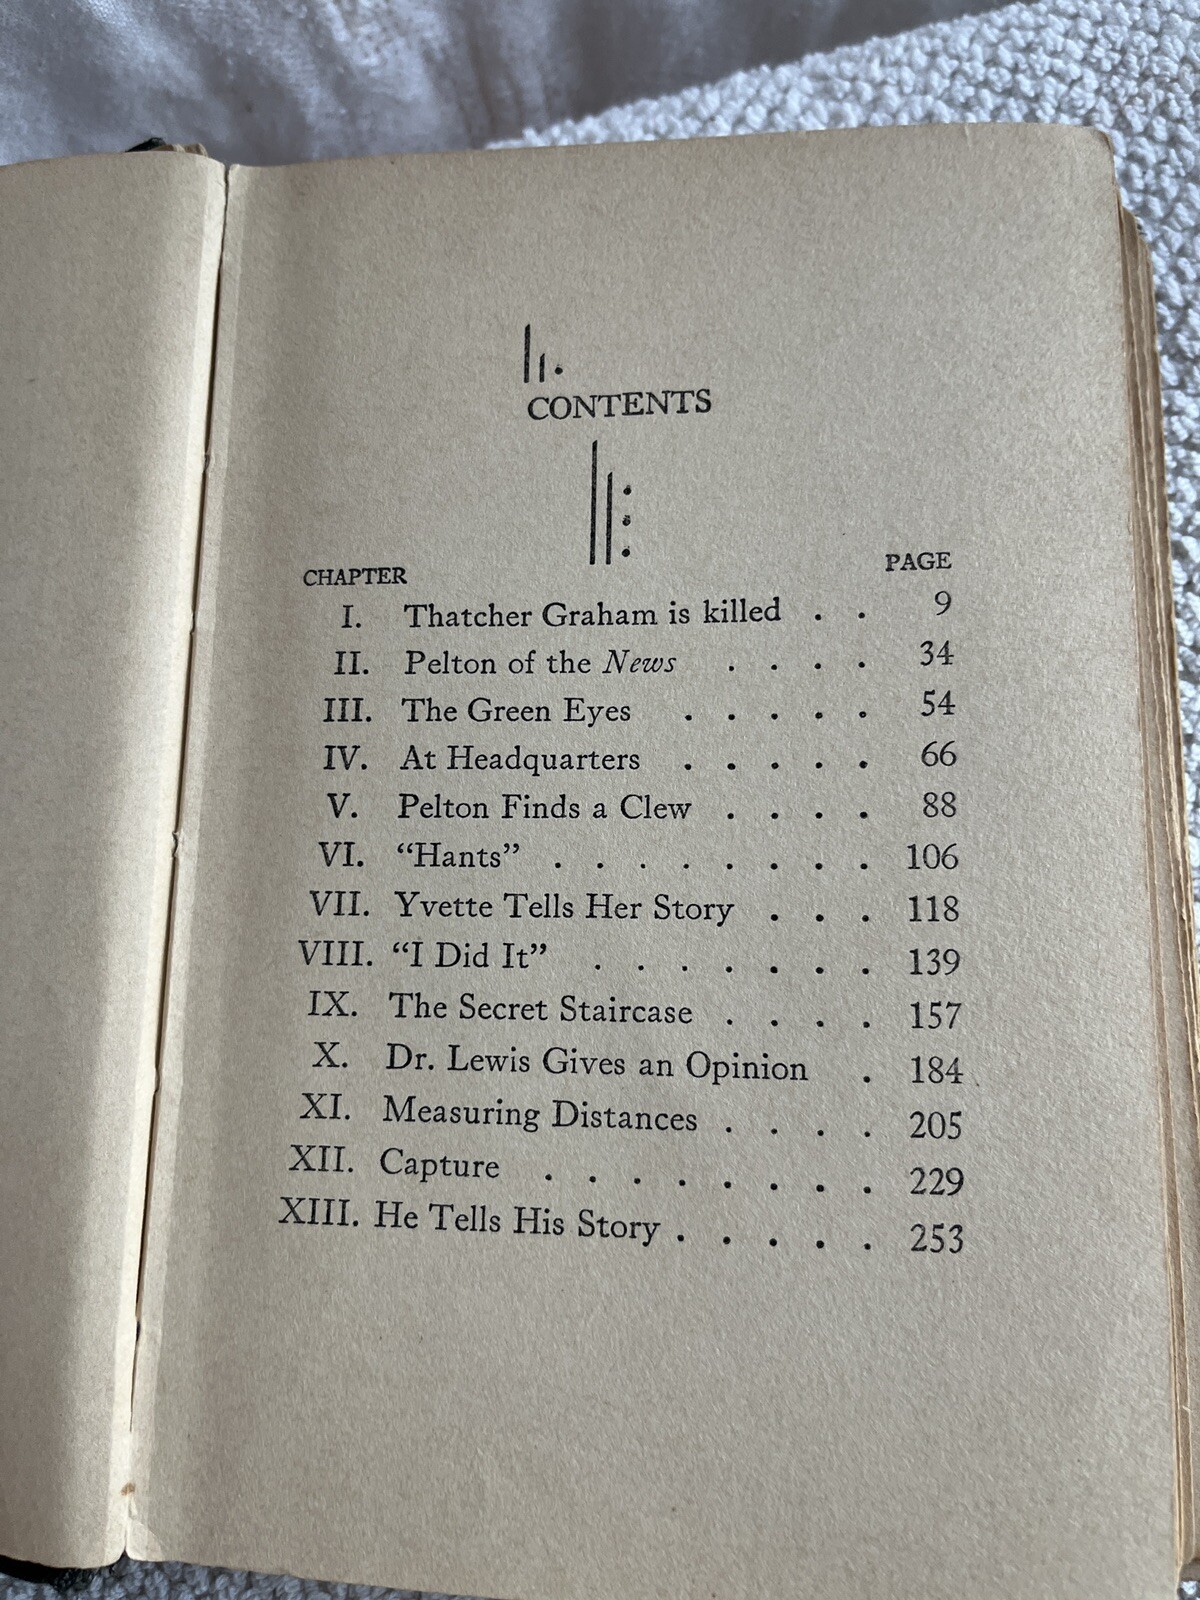 CONTENTS
CHAPTER PAGE
I. Thatcher Graham is killed . . 9
II. Pelton of the News . . . . 34
III. The Green Eyes . . . . . 54
IV. At Headquarters . . . . . 66
V. Pelton Finds a Clew . . . . 88
VI. “Hants” . . . . . . . . 106
VII. Yvette Tells Her Story . . . 118
VIII. “I Did It” . . . . . . . 139
IX. The Secret Staircase . . . . 157
X. Dr. Lewis Gives an Opinion . 184
XI. Measuring Distances . . . . 205
XII. Capture . . . . . . . . 229
XIII. He Tells His Story . . . . . 253